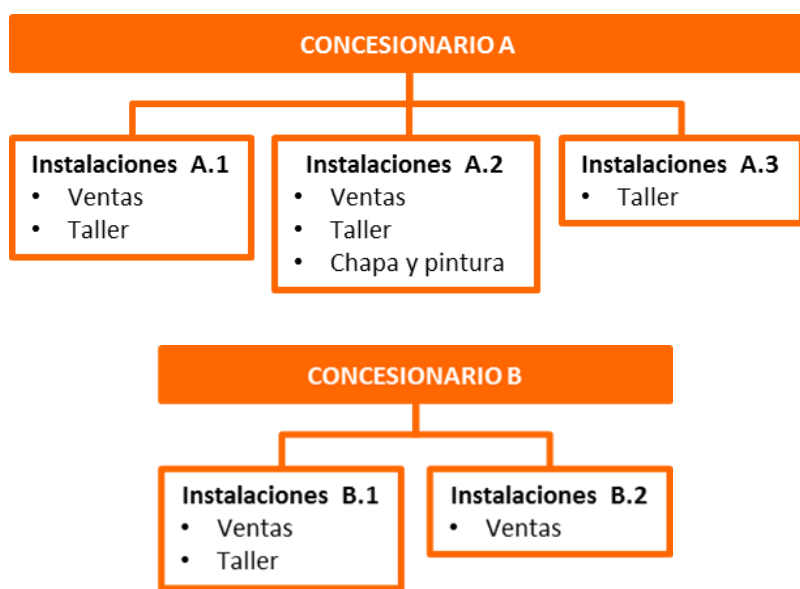 CONCESIONARIO A
Instalaciones A.1
• Ventas
• Taller
Instalaciones A.2
• Ventas
• Taller
• Chapa y pintura
Instalaciones A.3
• Taller
CONCESIONARIO B
Instalaciones B.1
• Ventas
• Taller
Instalaciones B.2
• Ventas